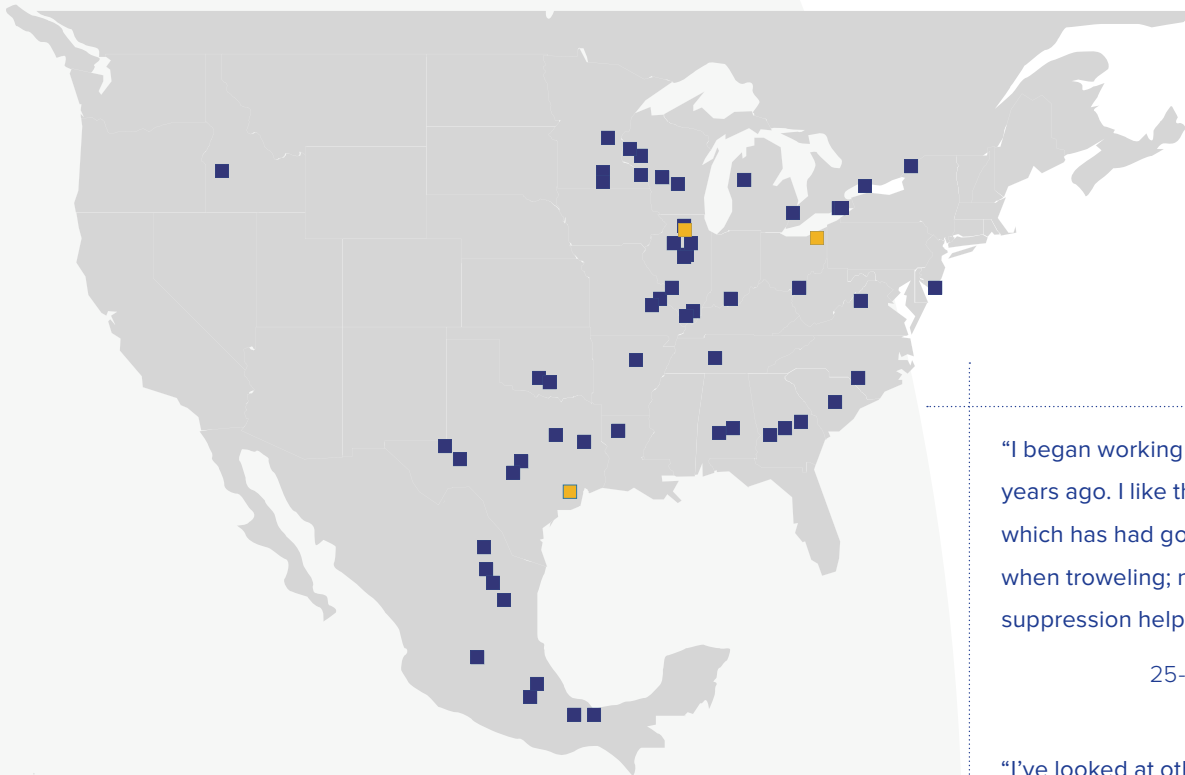 “I began working
years ago. I like th
which has had go
when troweling; r
suppression help
25-
“I’ve looked at oth